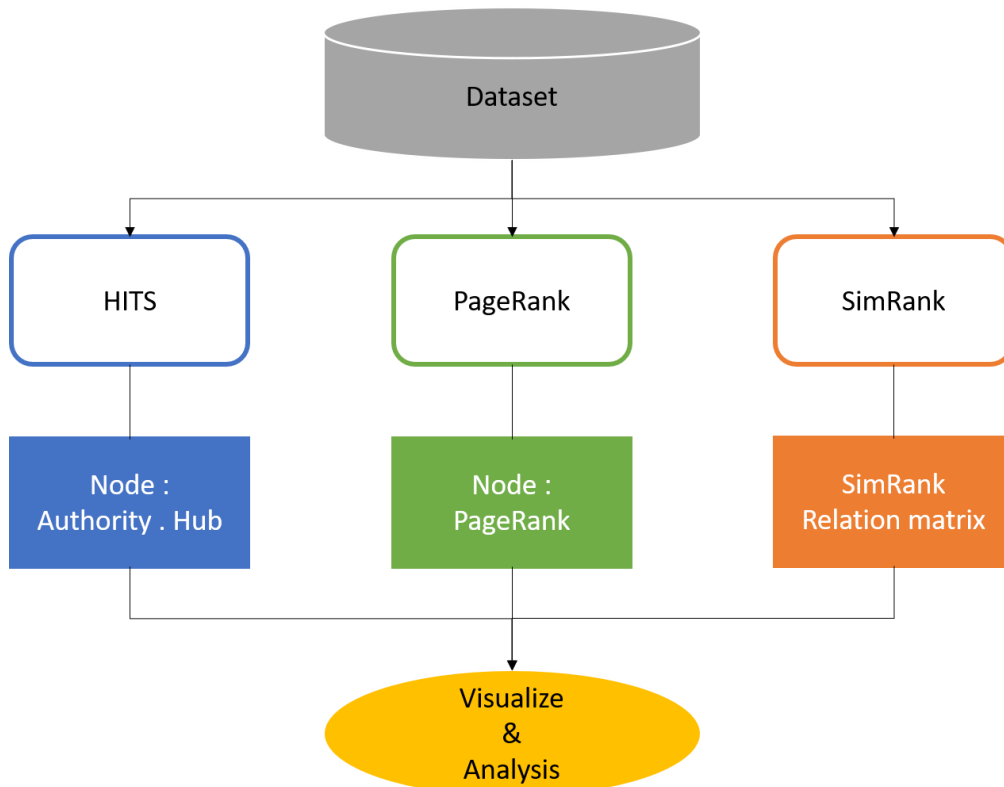 Dataset
HITS
PageRank
SimRank
Node :
Authority . Hub
Node :
PageRank
SimRank
Relation matrix
Visualize
&
Analysis